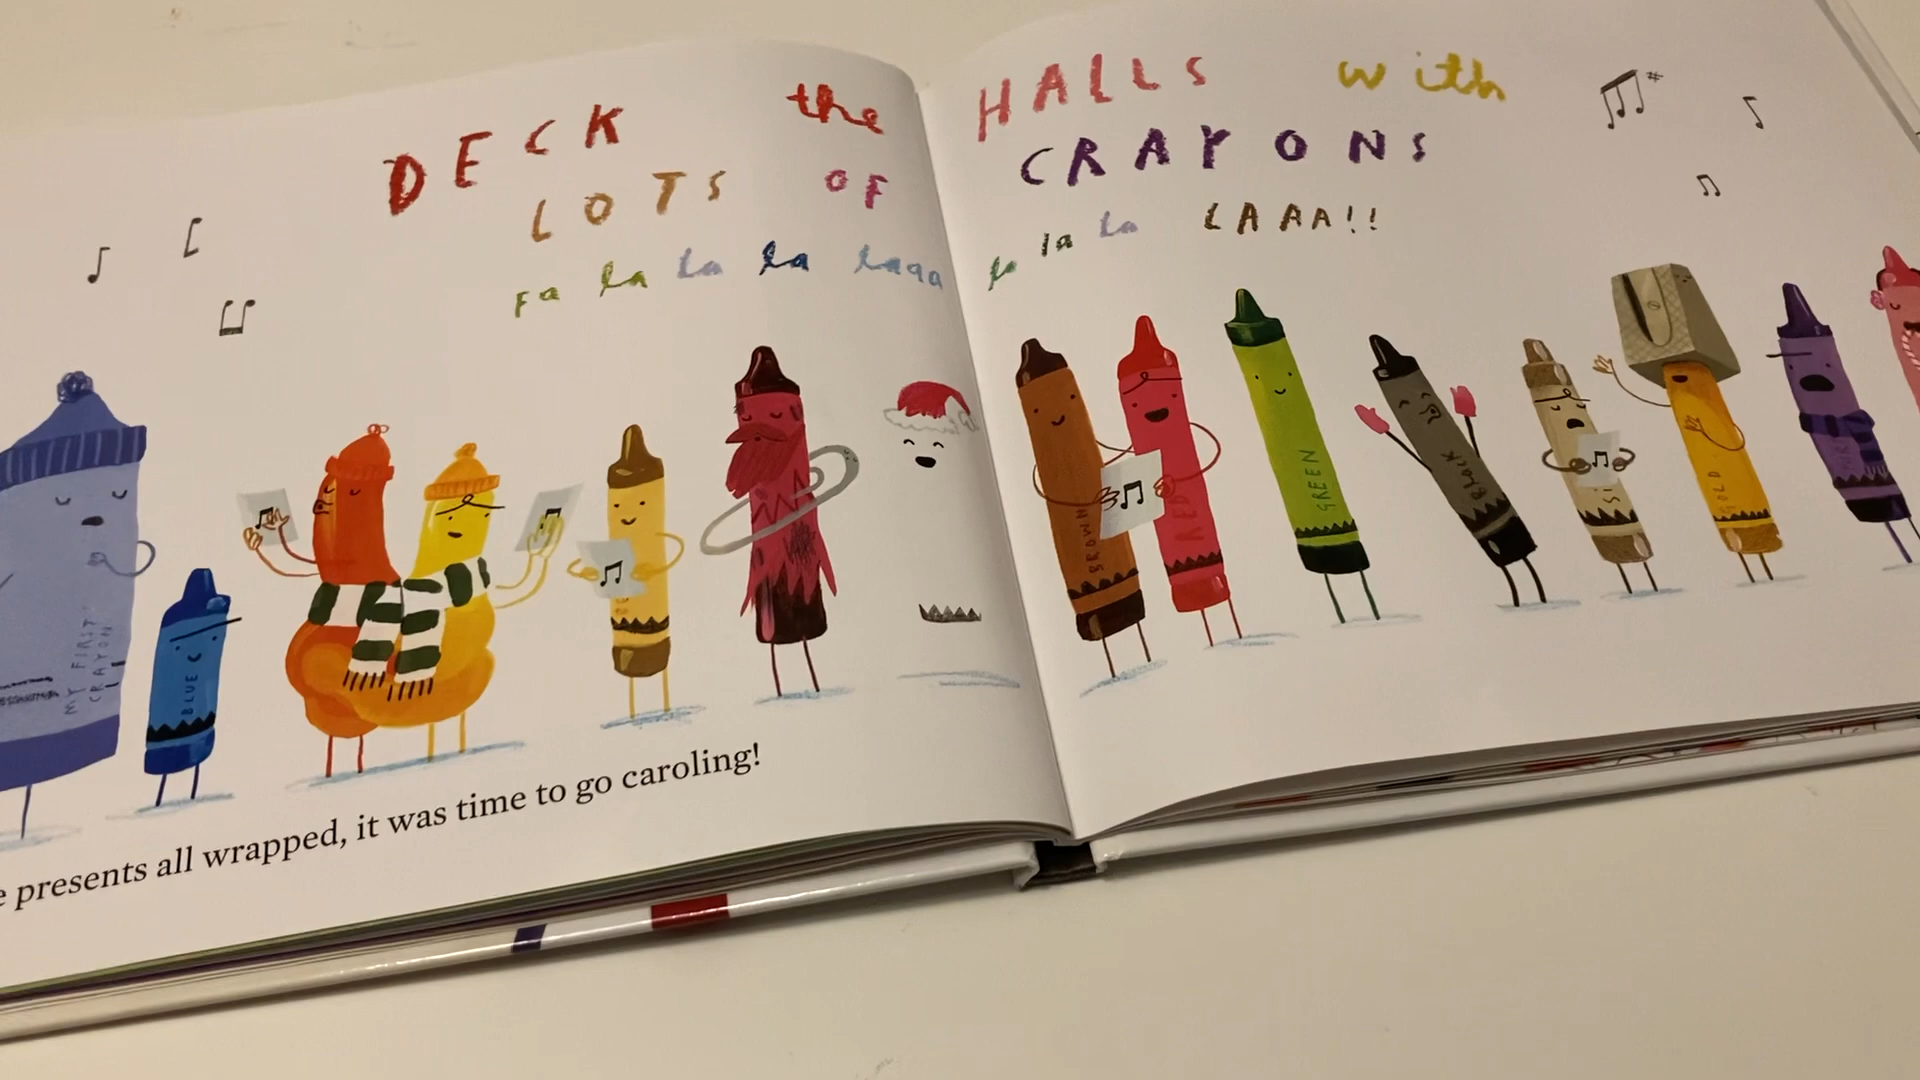 DECK the HALLS with
LOTS OF CRAYONS
Fa la la la laaa la la la LAAA!!
MY FIRST
CRAYON
BLUE
BROWN
RED
GREEN
BLACK
GOLD
presents all wrapped, it was time to go caroling!